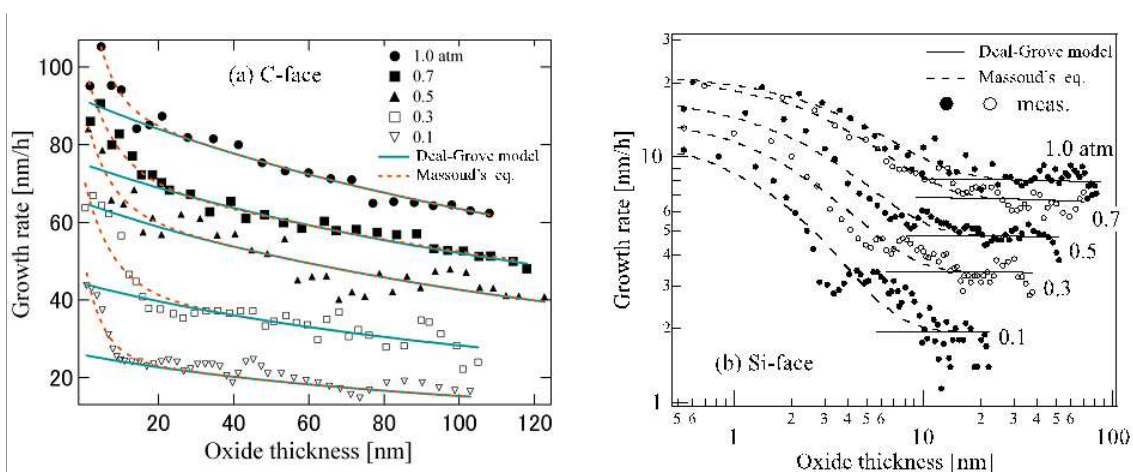 100
80
60
40
20
Growth rate [nm/h]
(a) C-face
1.0 atm
0.7
0.5
0.3
0.1
Deal-Grove model
Massoud's eq.
20 40 60 80 100 120
Oxide thickness [nm]
3
2
10
8
6
5
4
3
2
1
Growth rate [nm/h]
Deal-Grove model
Massoud's eq.
meas.
1.0 atm
0.7
0.5
0.3
0.1
(b) Si-face
5 6 1 2 3 4 5 6 10 2 3 4 5 6 100
Oxide thickness [nm]